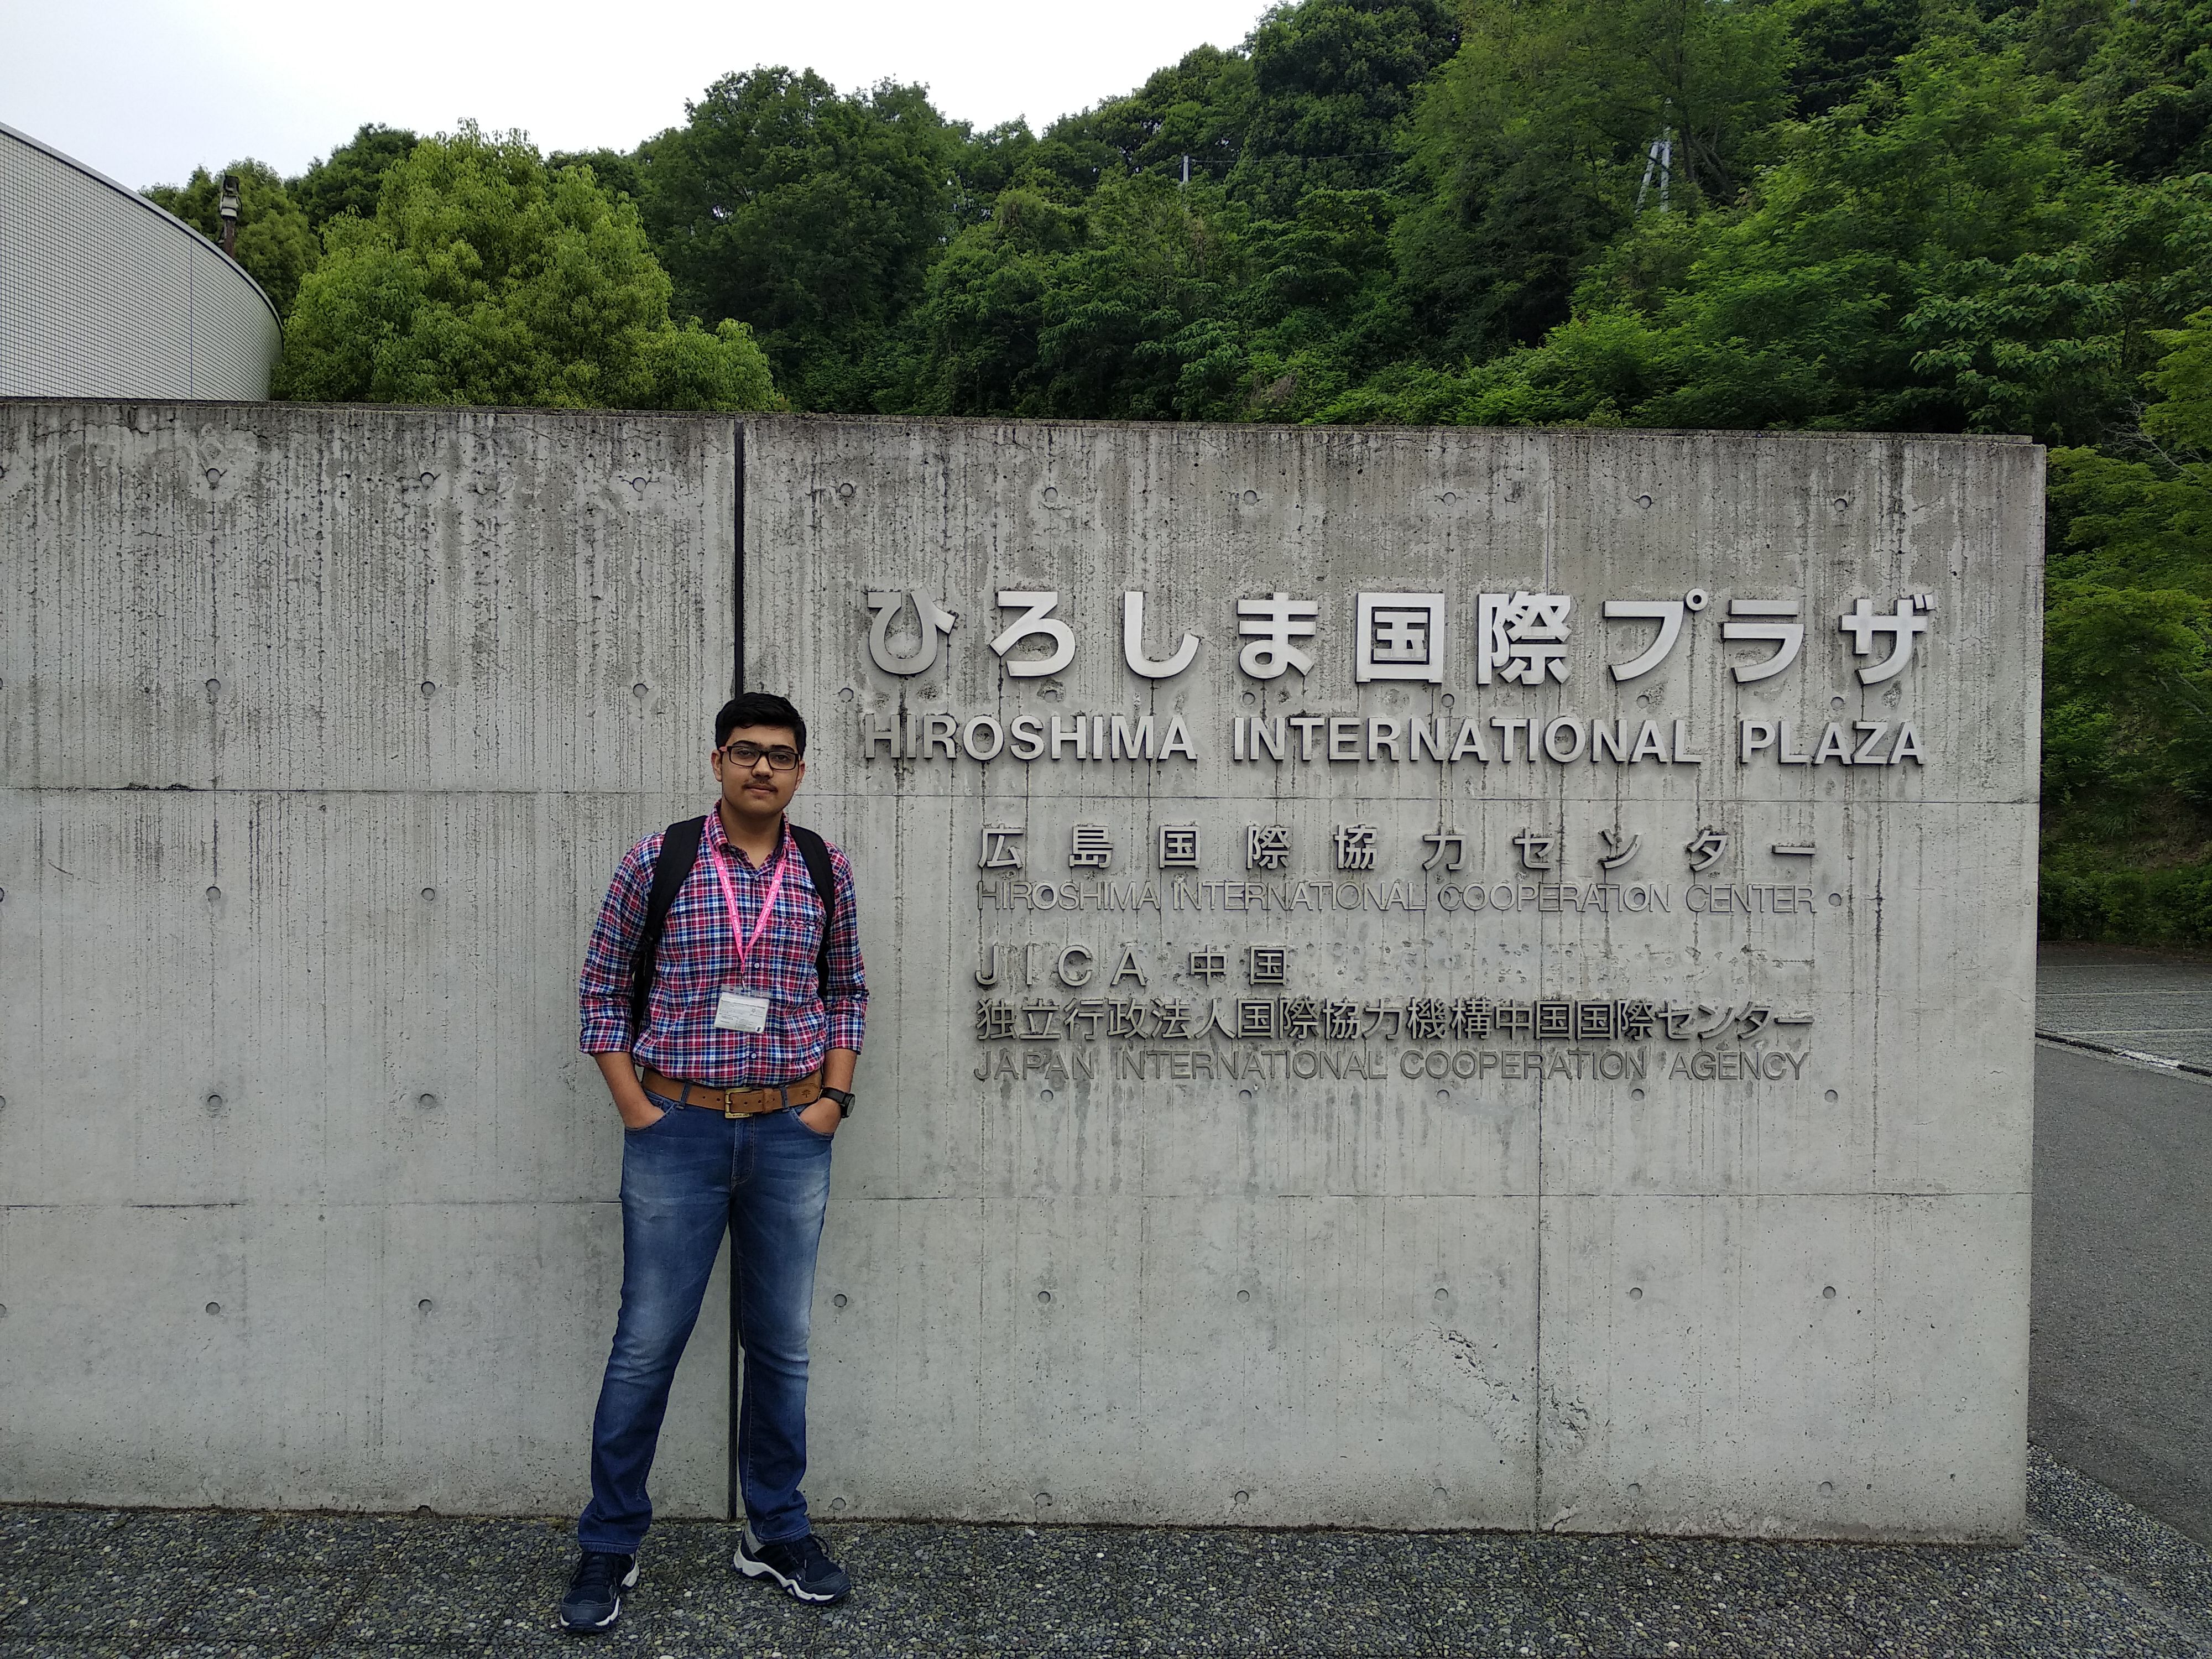 ひろしま国際プラザ
HIROSHIMA INTERNATIONAL PLAZA
広島国際協力センター
HIROSHIMA INTERNATIONAL COOPERATION CENTER
JICA 中国
独立行政法人国際協力機構中国国際センター
JAPAN INTERNATIONAL COOPERATION AGENCY